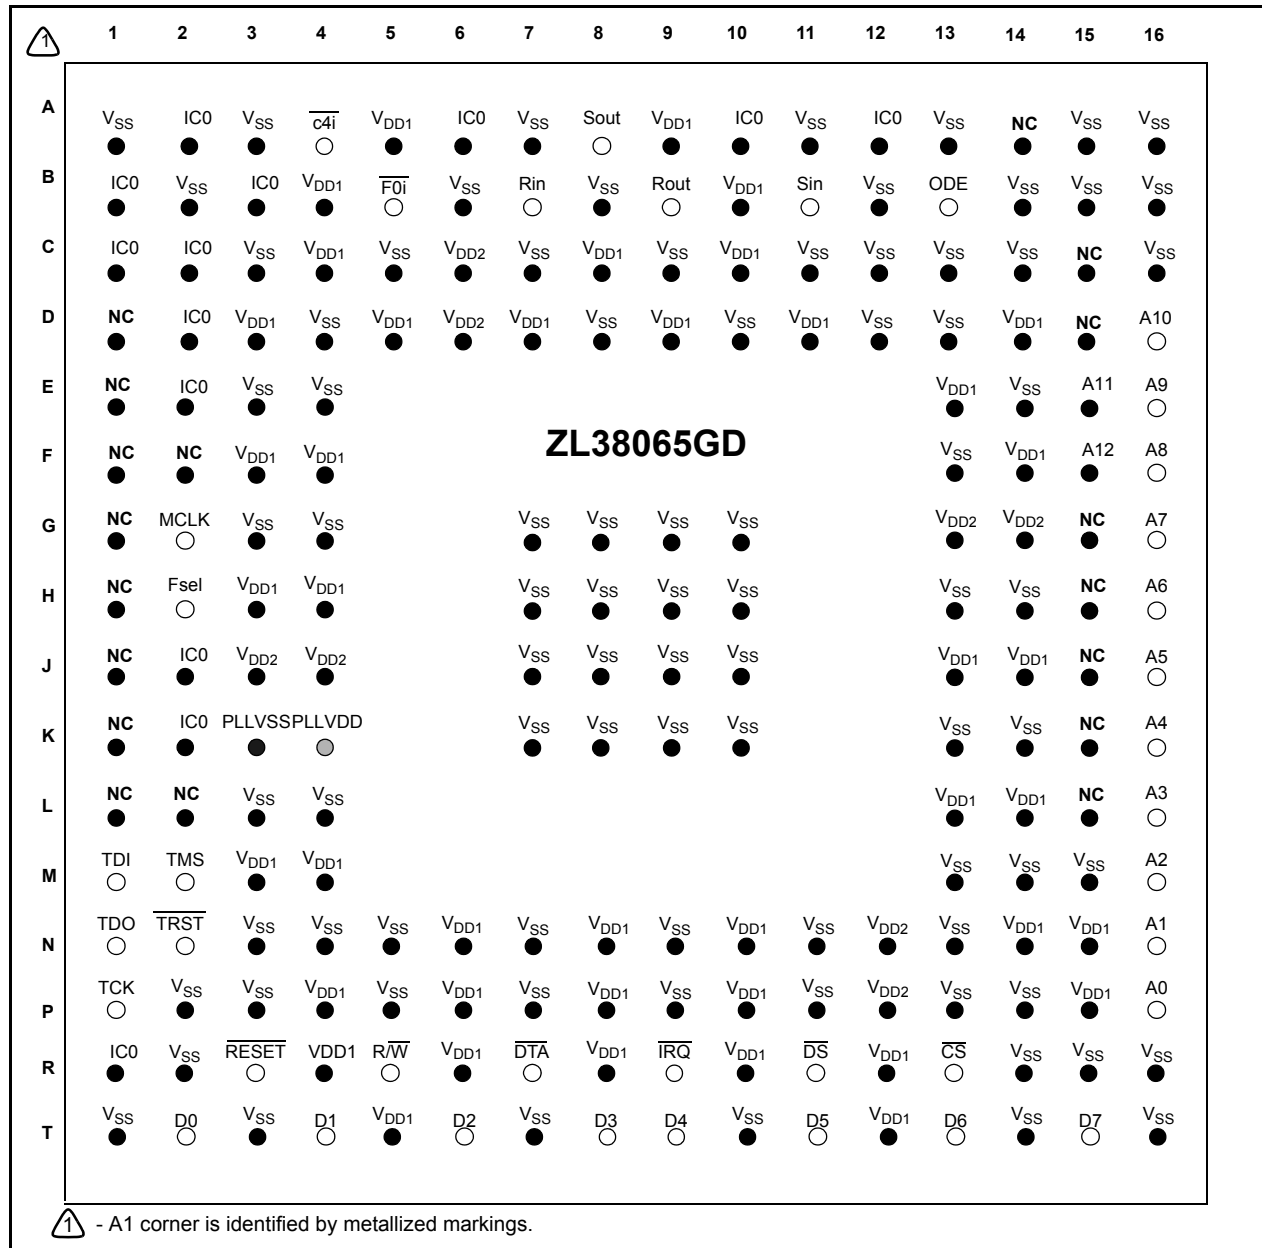 1 1 2 3 4 5 6 7 8 9 10 11 12 13 14 15 16
A VSS IC0 VSS c4i VDD1 IC0 VSS Sout VDD1 IC0 VSS IC0 VSS NC VSS VSS
B IC0 VSS IC0 VDD1 F0i VSS Rin VSS Rout VDD1 Sin VSS ODE VSS VSS VSS
C IC0 IC0 VSS VDD1 VSS VDD2 VSS VDD1 VSS VDD1 VSS VSS VSS VSS NC VSS
D NC IC0 VDD1 VSS VDD1 VDD2 VDD1 VSS VDD1 VSS VDD1 VSS VSS VDD1 NC A10
E NC IC0 VSS VSS VDD1 VSS A11 A9
ZL38065GD
F NC NC VDD1 VDD1 VSS VDD1 A12 A8
G NC MCLK VSS VSS VSS VSS VSS VSS VDD2 VDD2 NC A7
H NC Fsel VDD1 VDD1 VSS VSS VSS VSS VSS VSS NC A6
J NC IC0 VDD2 VDD2 VSS VSS VSS VSS VDD1 VDD1 NC A5
K NC IC0 PLLVSS PLLVDD VSS VSS VSS VSS VSS VSS NC A4
L NC NC VSS VSS VDD1 VDD1 NC A3
M TDI TMS VDD1 VDD1 VSS VSS VSS A2
N TDO TRST VSS VSS VSS VDD1 VSS VDD1 VSS VDD1 VSS VDD2 VSS VDD1 VDD1 A1
P TCK VSS VSS VDD1 VSS VDD1 VSS VDD1 VSS VDD1 VSS VDD2 VSS VSS VDD1 A0
R IC0 VSS RESET VDD1 R/W VDD1 DTA VDD1 IRQ VDD1 DS VDD1 CS VSS VSS VSS
T VSS D0 VSS D1 VDD1 D2 VSS D3 D4 VSS D5 VDD1 D6 VSS D7 VSS
1 - A1 corner is identified by metallized markings.